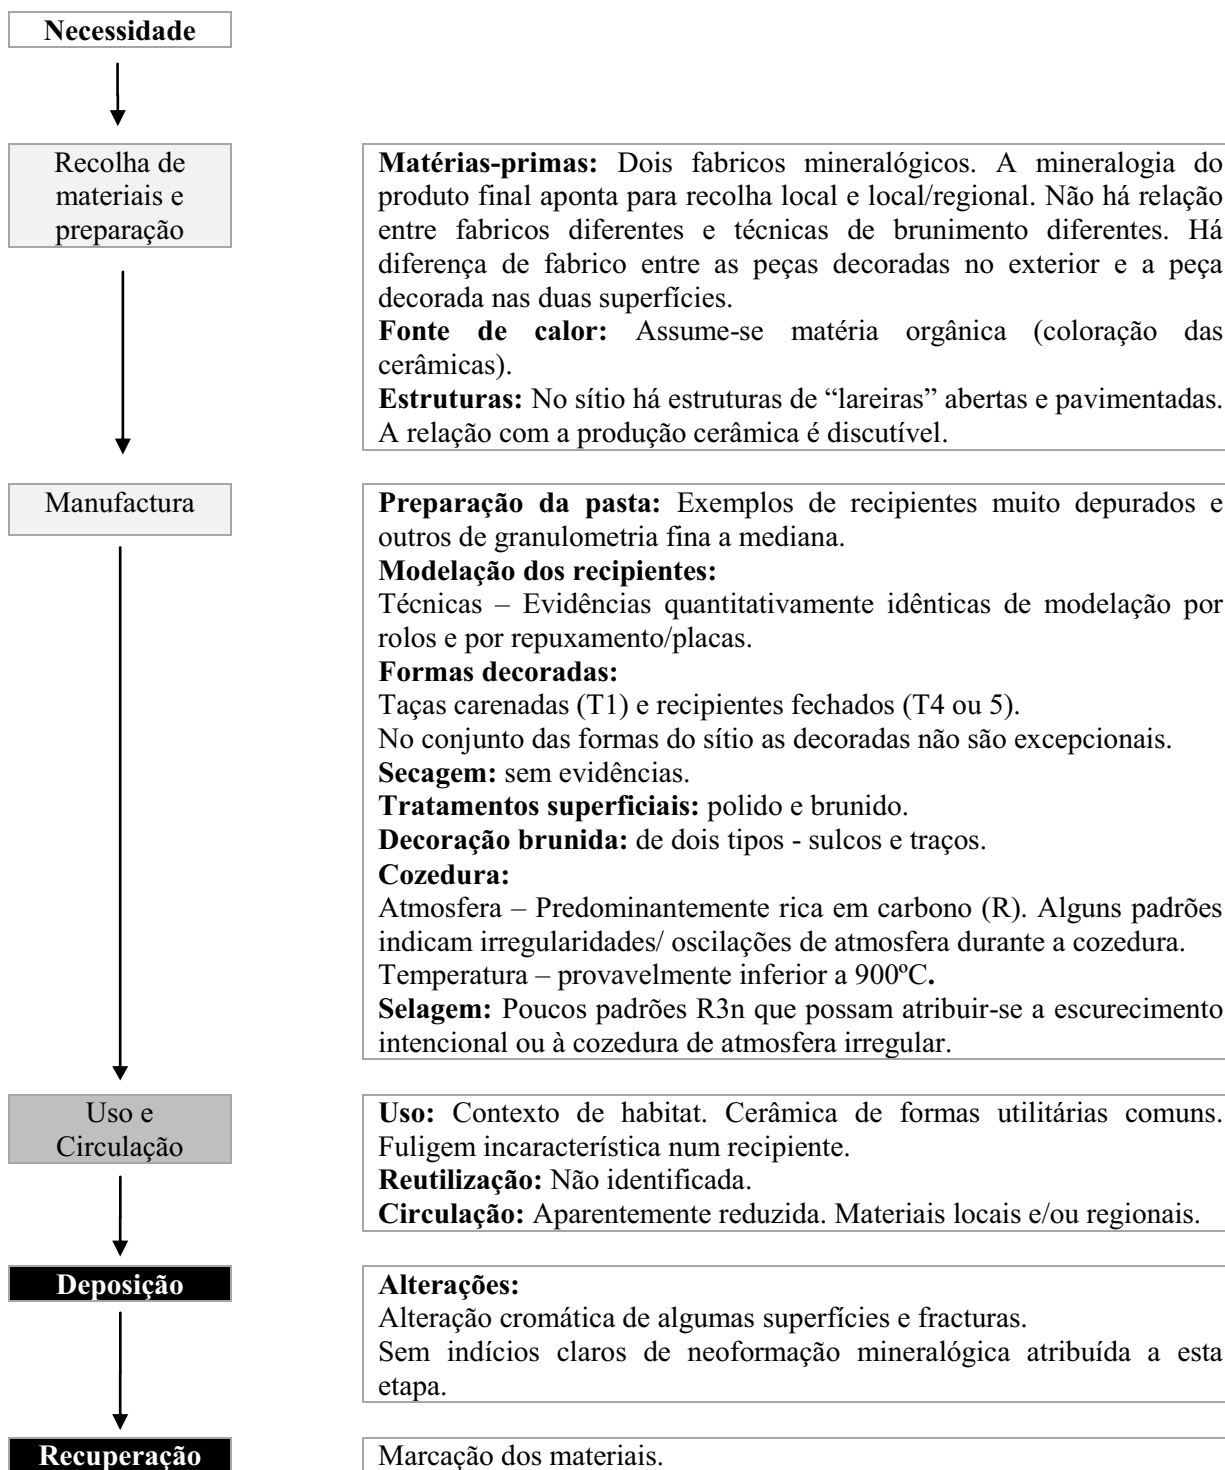 Necessidade
Recolha de
materiais e
preparação
Matérias-primas: Dois fabricos mineralógicos. A mineralogia do
produto final aponta para recolha local e local/regional. Não há relação
entre fabricos diferentes e técnicas de brunimento diferentes. Há
diferença de fabrico entre as peças decoradas no exterior e a peça
decorada nas duas superfícies.
Fonte de calor: Assume-se matéria orgânica (coloração das
cerâmicas).
Estruturas: No sítio há estruturas de “lareiras” abertas e pavimentadas.
A relação com a produção cerâmica é discutível.
Manufactura
Preparação da pasta: Exemplos de recipientes muito depurados e
outros de granulometria fina a mediana.
Modelação dos recipientes:
Técnicas – Evidências quantitativamente idênticas de modelação por
rolos e por repuxamento/placas.
Formas decoradas:
Taças carenadas (T1) e recipientes fechados (T4 ou 5).
No conjunto das formas do sítio as decoradas não são excepcionais.
Secagem: sem evidências.
Tratamentos superficiais: polido e brunido.
Decoração brunida: de dois tipos - sulcos e traços.
Cozedura:
Atmosfera – Predominantemente rica em carbono (R). Alguns padrões
indicam irregularidades/ oscilações de atmosfera durante a cozedura.
Temperatura – provavelmente inferior a 900ºC.
Selagem: Poucos padrões R3n que possam atribuir-se a escurecimento
intencional ou à cozedura de atmosfera irregular.
Uso e
Circulação
Uso: Contexto de habitat. Cerâmica de formas utilitárias comuns.
Fuligem incaracterística num recipiente.
Reutilização: Não identificada.
Circulação: Aparentemente reduzida. Materiais locais e/ou regionais.
Deposição
Alterações:
Alteração cromática de algumas superfícies e fracturas.
Sem indícios claros de neoformação mineralógica atribuída a esta
etapa.
Recuperação
Marcação dos materiais.